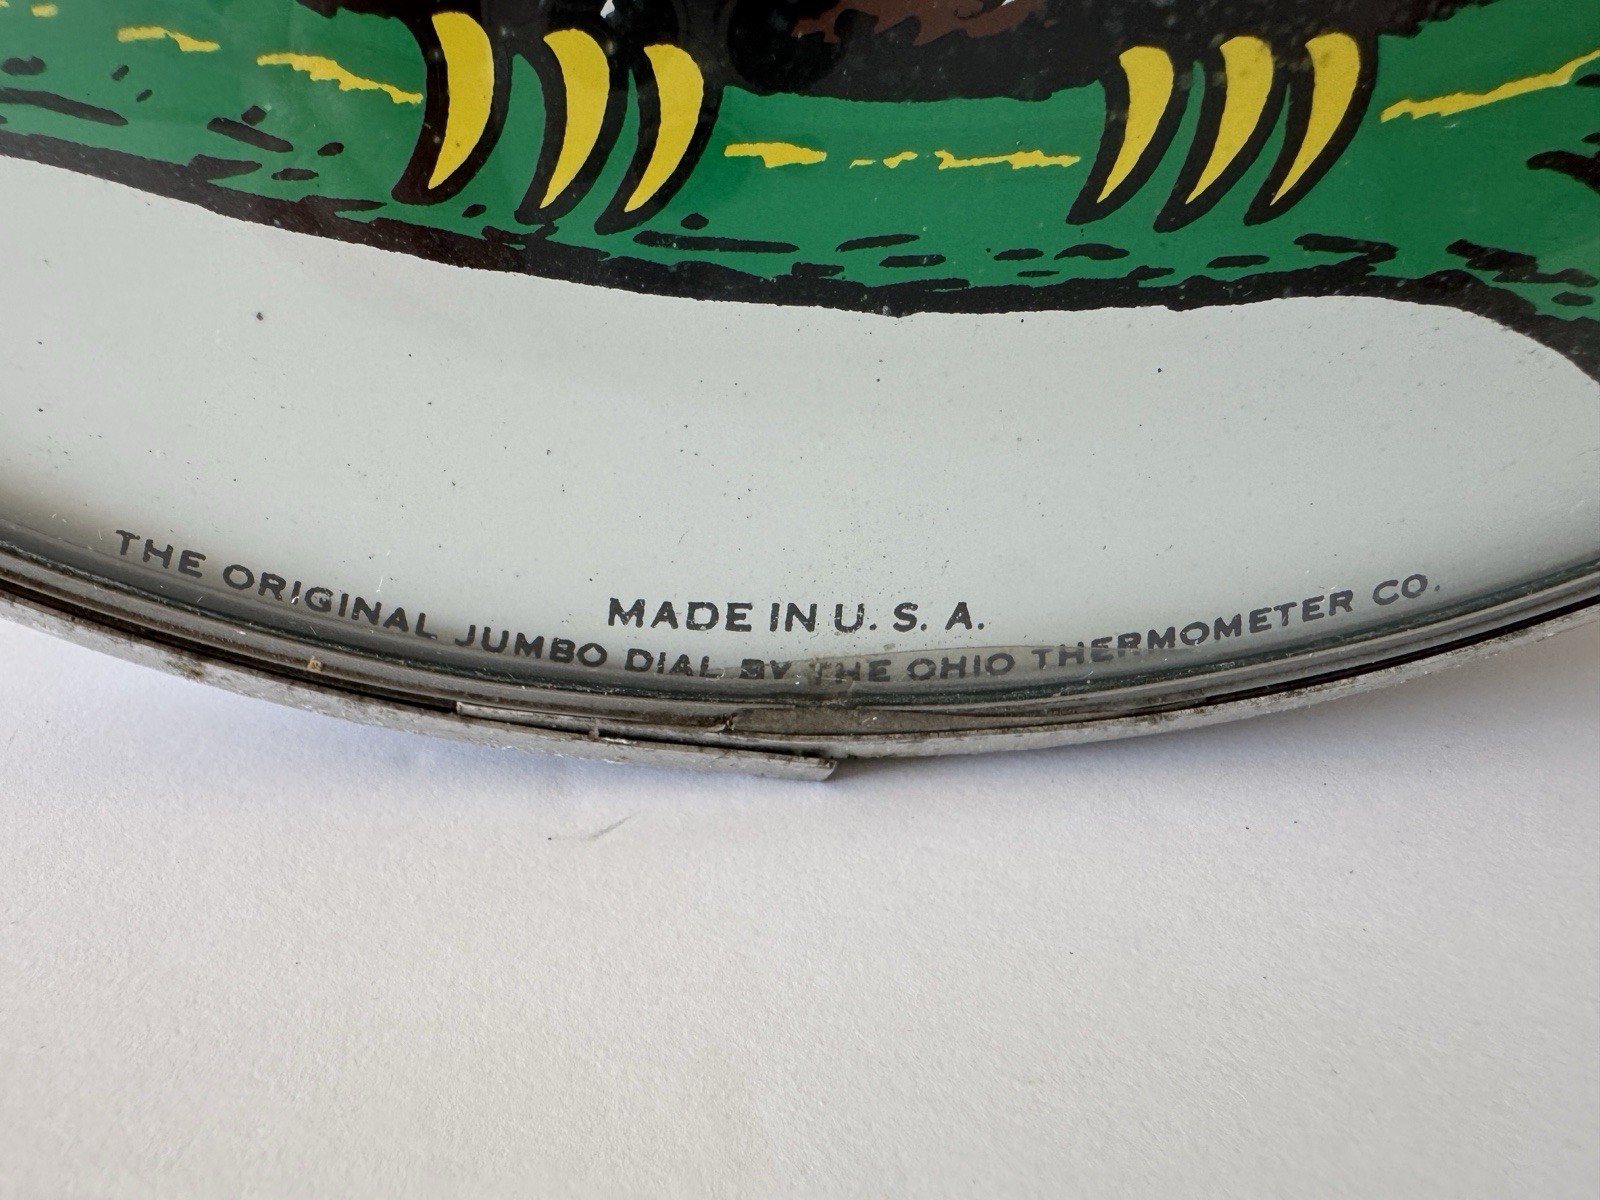 MADE IN U. S. A.
THE ORIGINAL JUMBO DIAL BY THE OHIO THERMOMETER CO.